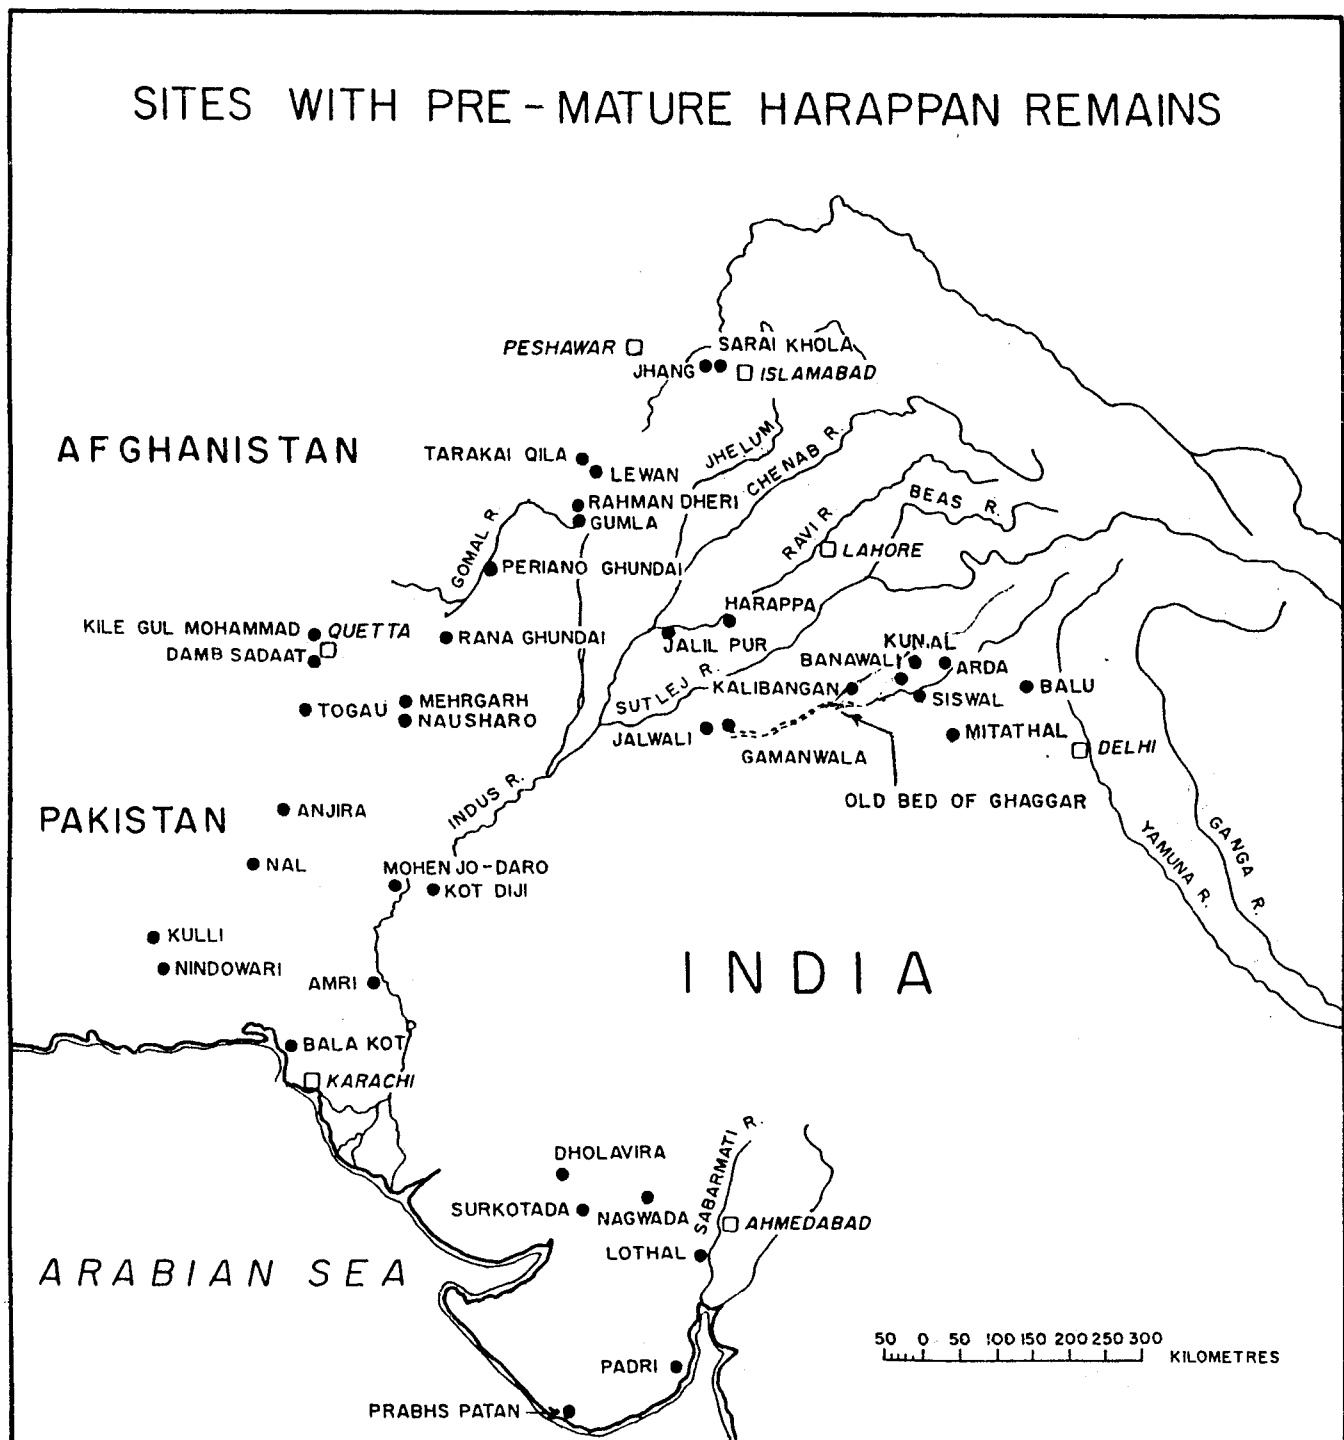 SITES WITH PRE-MATURE HARAPPAN REMAINS
PESHAWAR
SARAI KHOLA
JHANG
ISLAMABAD
AFGHANISTAN
TARAKAI QILA
LEWAN
JHELUM
CHENAB R.
RAHMAN DHERI
GUMLA
GOMAL R.
RAVI R.
BEAS R.
LAHORE
PERIANO GHUNDAI
HARAPPA
KILE GUL MOHAMMAD
QUETTA
RANA GHUNDAI
JALIL PUR
KUNAL
DAMB SADAAT
BANAWALI
ARDA
SUTLEJ R.
KALIBANGAN
BALU
TOGAU
MEHRGARH
SISWAL
NAUSHARO
JALWALI
MITATHAL
GAMANWALA
DELHI
INDUS R.
OLD BED OF GHAGGAR
PAKISTAN
ANJIRA
YAMUNA R.
GANGA R.
NAL
MOHENJO-DARO
KOT DIJI
KULLI
NINDOWARI
AMRI
INDIA
BALA KOT
KARACHI
DHOLAVIRA
SABARMATI R.
SURKOTADA
NAGWADA
AHMEDABAD
LOTHAL
ARABIAN SEA
50 0 50 100 150 200 250 300
KILOMETRES
PADRI
PRABHS PATAN